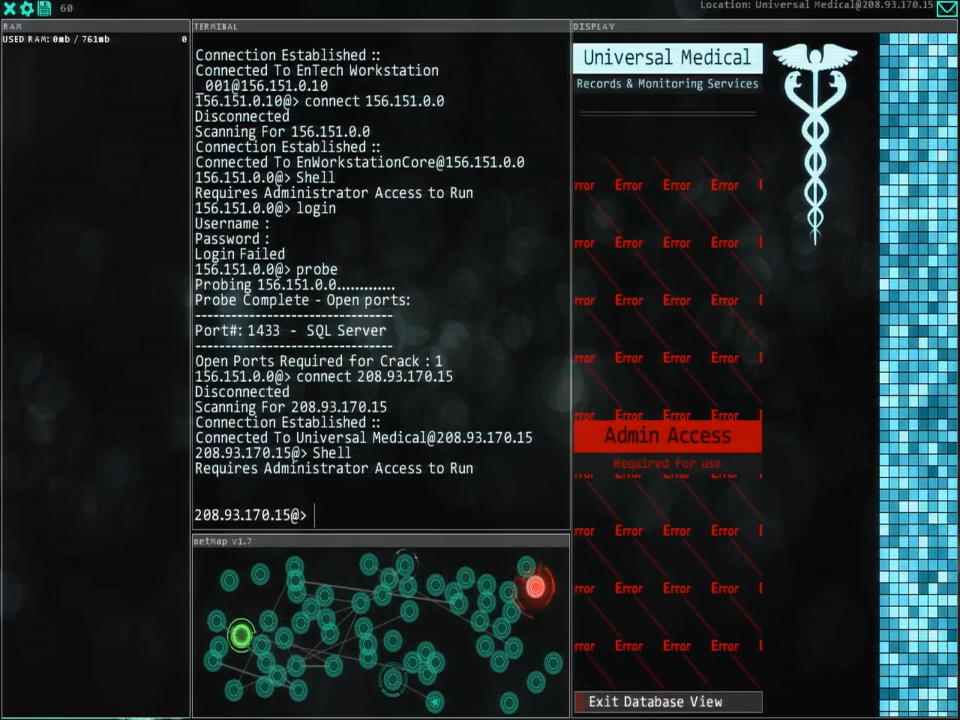 60
Location: Universal Medical@208.93.170.15
RAM
USED RAM: 0mb / 761mb 0
TERMINAL
Connection Established ::
Connected To EnTech Workstation
_001@156.151.0.10
156.151.0.10@> connect 156.151.0.0
Disconnected
Scanning For 156.151.0.0
Connection Established ::
Connected To EnWorkstationCore@156.151.0.0
156.151.0.0@> Shell
Requires Administrator Access to Run
156.151.0.0@> login
Username :
Password :
Login Failed
156.151.0.0@> probe
Probing 156.151.0.0.............
Probe Complete - Open ports:
---------------------------------
Port#: 1433 - SQL Server
---------------------------------
Open Ports Required for Crack : 1
156.151.0.0@> connect 208.93.170.15
Disconnected
Scanning For 208.93.170.15
Connection Established ::
Connected To Universal Medical@208.93.170.15
208.93.170.15@> Shell
Requires Administrator Access to Run
208.93.170.15@>
netMap v1.7
DISPLAY
Universal Medical
Records & Monitoring Services
rror Error Error Error
rror Error Error Error
rror Error Error Error
rror Error Error Error
rror Error Error Error
Admin Access
Required for use
rror Error Error Error
rror Error Error Error
rror Error Error Error
rror Error Error Error
Exit Database View